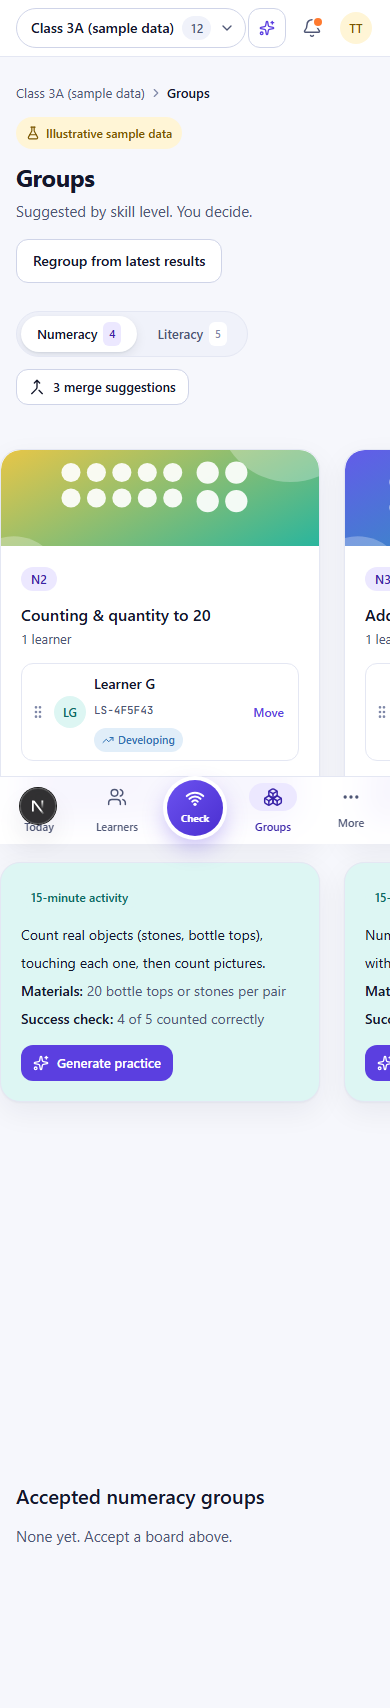 Class 3A (sample data) 12
TT
Class 3A (sample data) > Groups
Illustrative sample data
Groups
Suggested by skill level. You decide.
Regroup from latest results
Numeracy 4
Literacy 5
3 merge suggestions
N2
Counting & quantity to 20
1 learner
LG
Learner G
LS-4F5F43
Developing
Move
N3
Add
1 lea
N
Today
Learners
Check
Groups
More
15-minute activity
Count real objects (stones, bottle tops),
touching each one, then count pictures.
Materials: 20 bottle tops or stones per pair
Success check: 4 of 5 counted correctly
Generate practice
15-
Num
with
Mat
Succ
Accepted numeracy groups
None yet. Accept a board above.